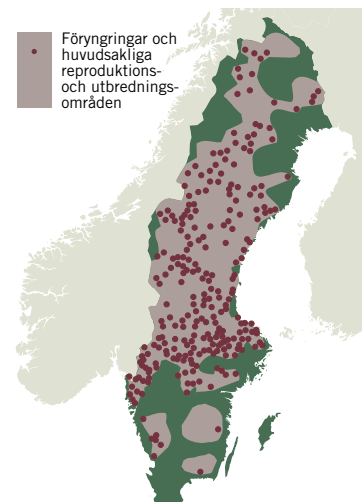 Föryngringar och
huvudsakliga
reproduktions-
och utbrednings-
områden